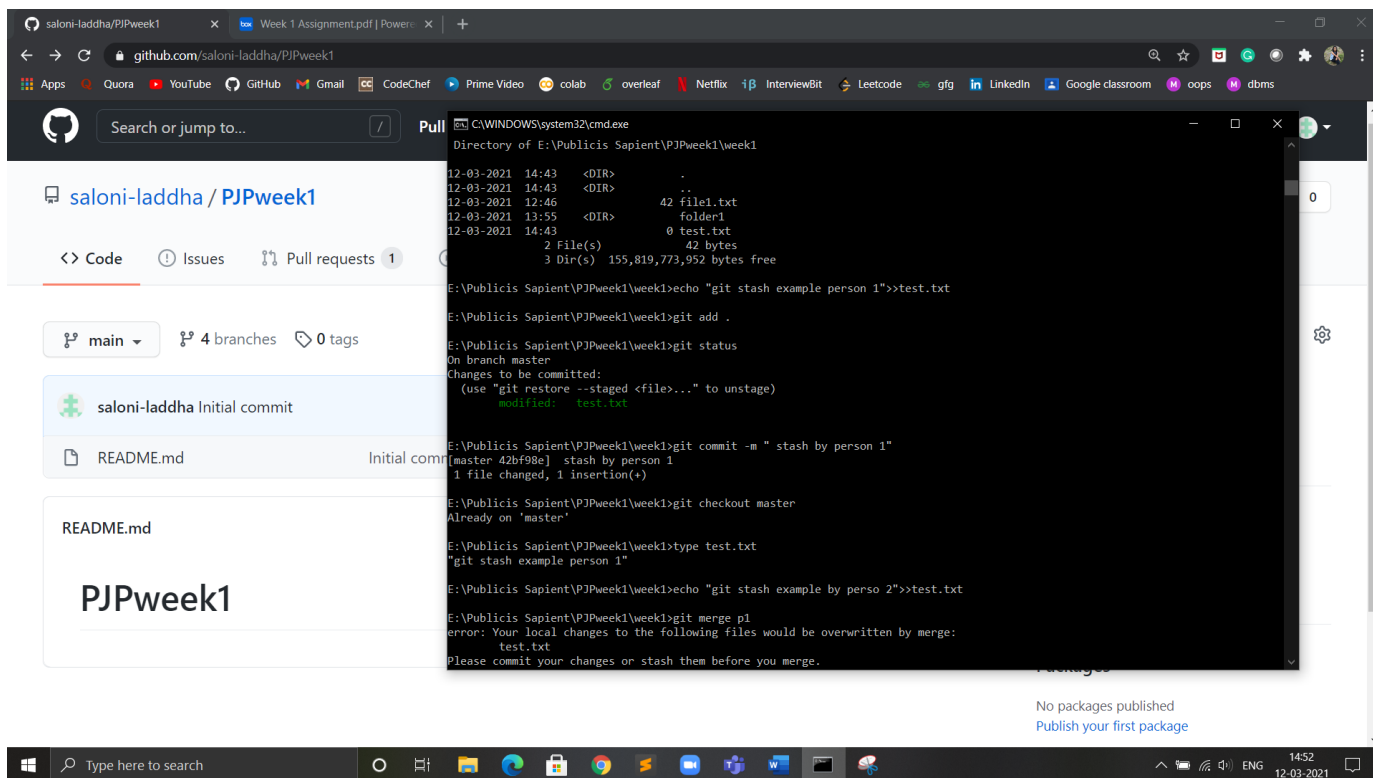 saloni-laddha/PJPweek1
Week 1 Assignment.pdf | Powere
github.com/saloni-laddha/PJPweek1
Apps Quora YouTube GitHub Gmail CodeChef Prime Video colab overleaf Netflix InterviewBit Leetcode gfg LinkedIn Google classroom oops dbms
Search or jump to...
/
Pull
C:\WINDOWS\system32\cmd.exe
Directory of E:\Publicis Sapient\PJPweek1\week1
12-03-2021 14:43 <DIR> .
12-03-2021 14:43 <DIR> ..
12-03-2021 12:46 42 file1.txt
12-03-2021 13:55 <DIR> folder1
12-03-2021 14:43 0 test.txt
2 File(s) 42 bytes
3 Dir(s) 155,819,773,952 bytes free
E:\Publicis Sapient\PJPweek1\week1>echo "git stash example person 1">>test.txt
E:\Publicis Sapient\PJPweek1\week1>git add .
E:\Publicis Sapient\PJPweek1\week1>git status
On branch master
Changes to be committed:
(use "git restore --staged <file>..." to unstage)
modified: test.txt
E:\Publicis Sapient\PJPweek1\week1>git commit -m " stash by person 1"
[master 42bf98e] stash by person 1
1 file changed, 1 insertion(+)
E:\Publicis Sapient\PJPweek1\week1>git checkout master
Already on 'master'
E:\Publicis Sapient\PJPweek1\week1>type test.txt
"git stash example person 1"
E:\Publicis Sapient\PJPweek1\week1>echo "git stash example by perso 2">>test.txt
E:\Publicis Sapient\PJPweek1\week1>git merge p1
error: Your local changes to the following files would be overwritten by merge:
test.txt
Please commit your changes or stash them before you merge.
saloni-laddha / PJPweek1
0
Code Issues Pull requests 1
main 4 branches 0 tags
saloni-laddha Initial commit
README.md Initial comm
README.md
PJPweek1
Packages
No packages published
Publish your first package
Type here to search
ENG
14:52
12-03-2021